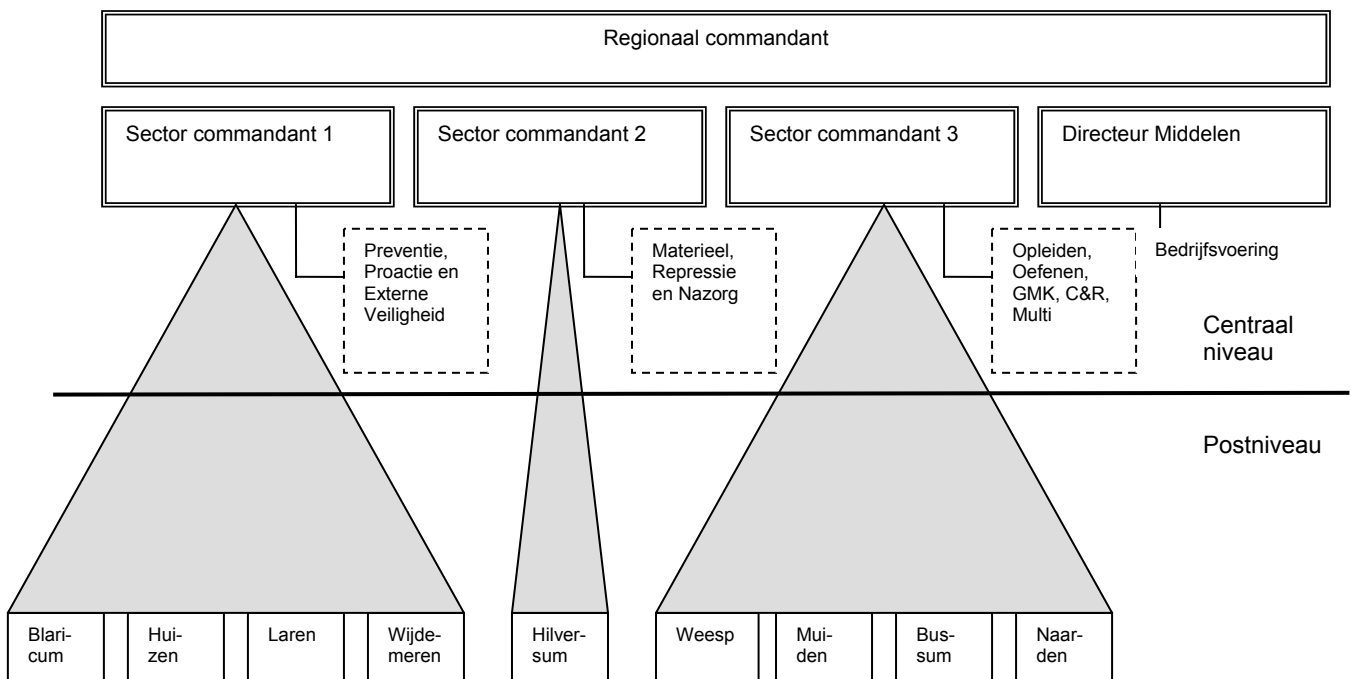 Regionaal commandant
Sector commandant 1
Sector commandant 2
Sector commandant 3
Directeur Middelen
Preventie,
Proactie en
Externe
Veiligheid
Materieel,
Repressie
en Nazorg
Opleiden,
Oefenen,
GMK, C&R,
Multi
Bedrijfsvoering
Centraal
niveau
Postniveau
Blari-
cum
Hui-
zen
Laren
Wijde-
meren
Hilver-
sum
Weesp
Mui-
den
Bus-
sum
Naar-
den